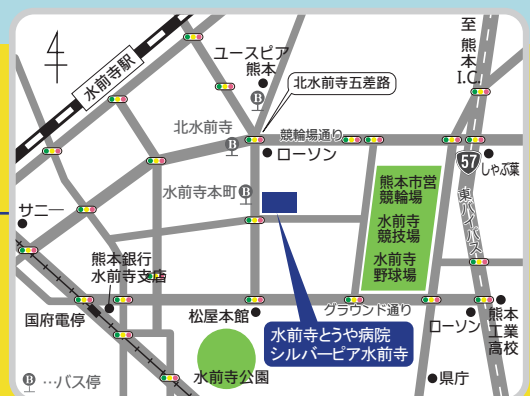 至
熊
本
I.C.
ユースピア
熊本
水前寺駅
北水前寺五差路
北水前寺
競輪場通り
ローソン
57
しゃぶ葉
東バイパス
水前寺本町
熊本市営
競輪場
水前寺
競技場
水前寺
野球場
サニー
熊本銀行
水前寺支店
国府電停
松屋本館
グラウンド通り
ローソン
熊本
工業
高校
水前寺とうや病院
シルバーピア水前寺
水前寺公園
県庁
B …バス停